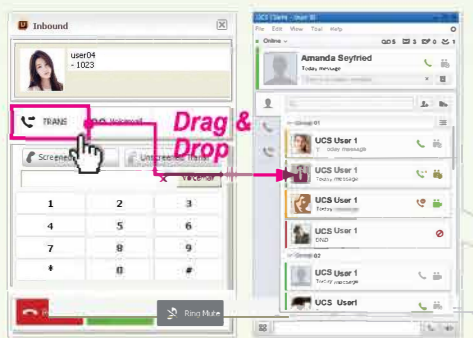 Inbound
user04
- 1023
TRANS
Voicemail
Drag &
Drop
Screened
Unscreened Transf
Voicemail
1 2 3
4 5 6
7 8 9
* 0 #
Ring Mute
UCS Client - User B
File Edit View Tool Help
Online
Amanda Seyfried
Today message
Group 01
UCS User 1
Today message
UCS User 1
Today message
UCS User 1
Today message
UCS User 1
DND
Group 02
UCS User 1
Today message
UCS User1